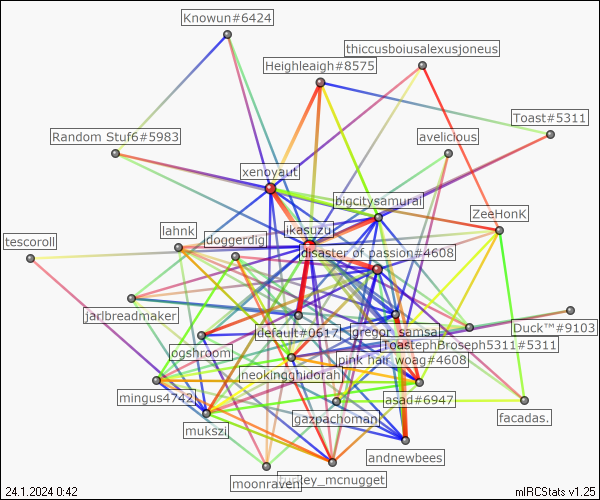 Knowun#6424
thiccusboiusalexusjoneus
Heighleaigh#8575
Toast#5311
Random Stuf6#5983
avelicious
xenoyaut
bigcitysamurai
ZeeHonK
lahnk
ikasuzu
tescoroll
doggerdig
disaster of passion#4608
jarlbreadmaker
default#0617
gregor_samsa
Duck™#9103
ToastephBroseph5311#5311
ogshroom
pink hair woag#4608
neokingghidorah
mingus4742
asad#6947
gazpachoman
facadas.
mukszi
andnewbees
moonraven
turkey_mcnugget
24.1.2024 0:42
mIRCStats v1.25